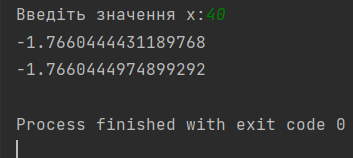 Введіть значення x:40
-1.7660444431189768
-1.7660444974899292
Process finished with exit code 0